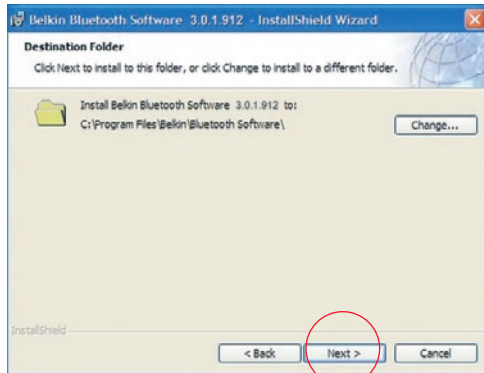 Belkin Bluetooth Software 3.0.1.912 - InstallShield Wizard
Destination Folder
Click Next to install to this folder, or click Change to install to a different folder.
Install Belkin Bluetooth Software 3.0.1.912 to:
C:\Program Files\Belkin\Bluetooth Software\
Change...
InstallShield
< Back
Next >
Cancel